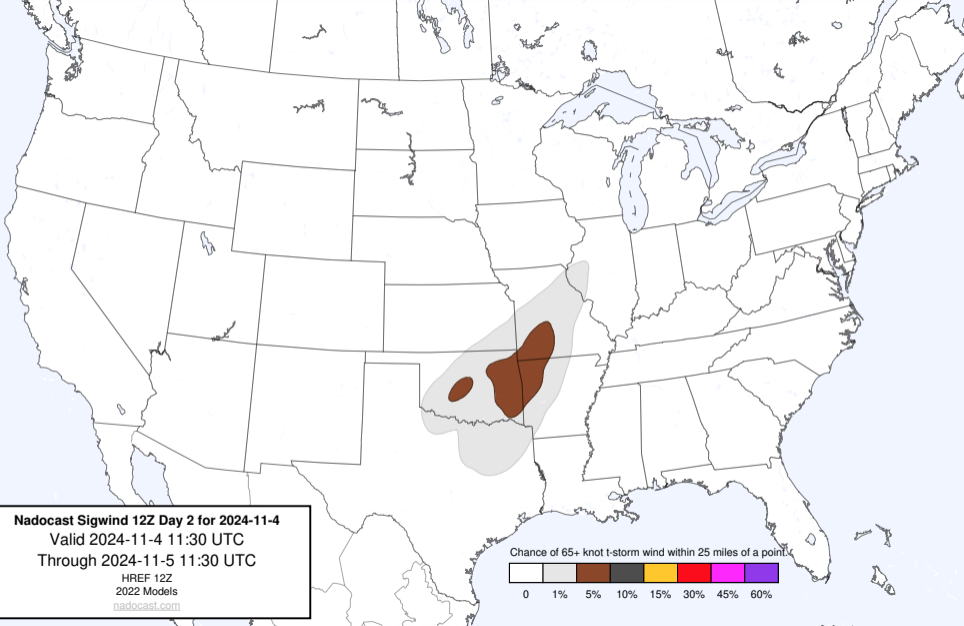 Nadocast Sigwind 12Z Day 2 for 2024-11-4
Valid 2024-11-4 11:30 UTC
Through 2024-11-5 11:30 UTC
HREF 12Z
2022 Models
nadocast.com
Chance of 65+ knot t-storm wind within 25 miles of a point.
0 1% 5% 10% 15% 30% 45% 60%